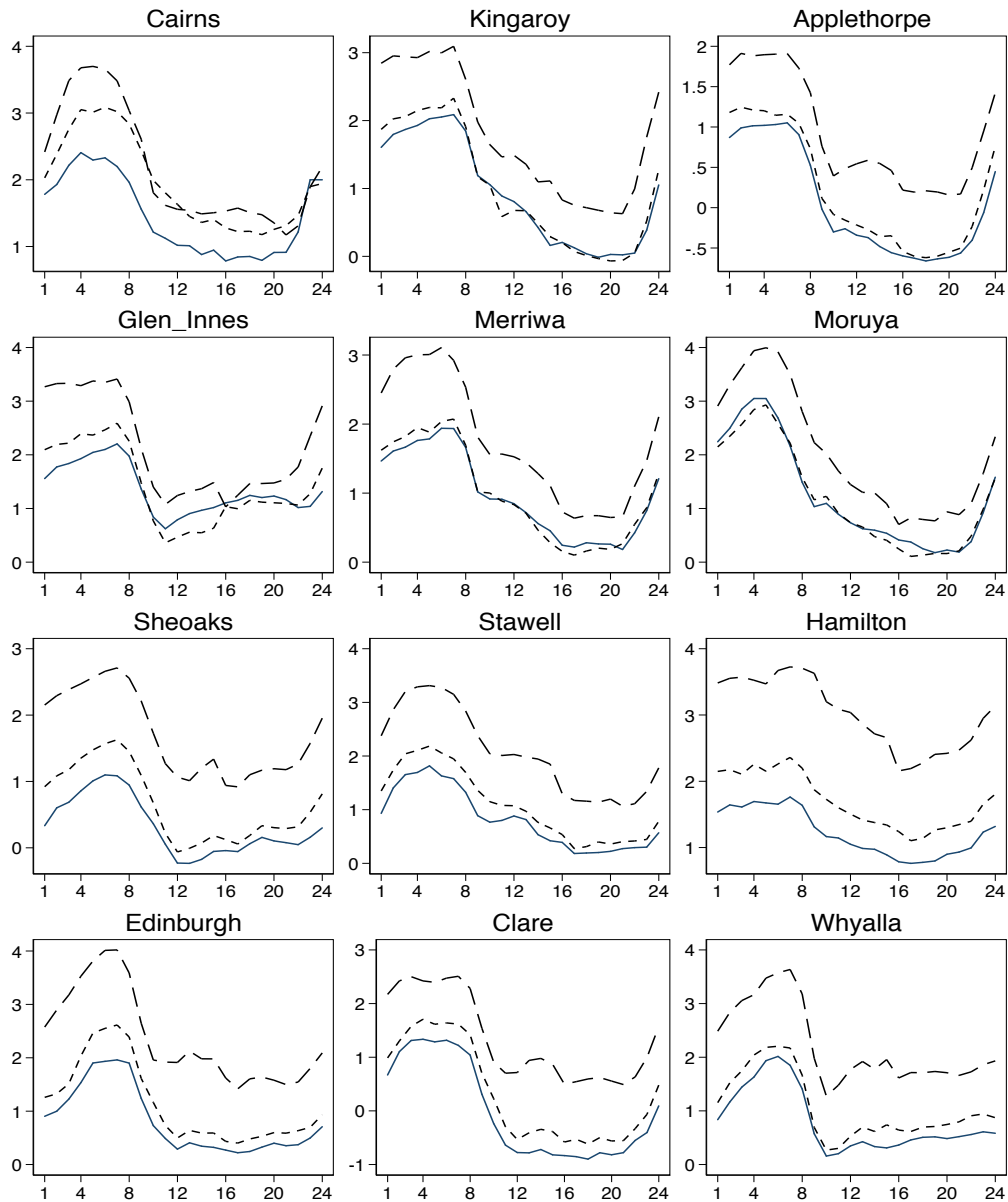 Cairns Kingaroy Applethorpe
4 3 2 1
3 2 1 0
2 1.5 1 .5 0 -.5
1 4 8 12 16 20 24 1 4 8 12 16 20 24 1 4 8 12 16 20 24
Glen_Innes Merriwa Moruya
4 3 2 1 0
3 2 1 0
4 3 2 1 0
1 4 8 12 16 20 24 1 4 8 12 16 20 24 1 4 8 12 16 20 24
Sheoaks Stawell Hamilton
3 2 1 0
4 3 2 1 0
4 3 2 1
1 4 8 12 16 20 24 1 4 8 12 16 20 24 1 4 8 12 16 20 24
Edinburgh Clare Whyalla
4 3 2 1 0
3 2 1 0 -1
4 3 2 1 0
1 4 8 12 16 20 24 1 4 8 12 16 20 24 1 4 8 12 16 20 24